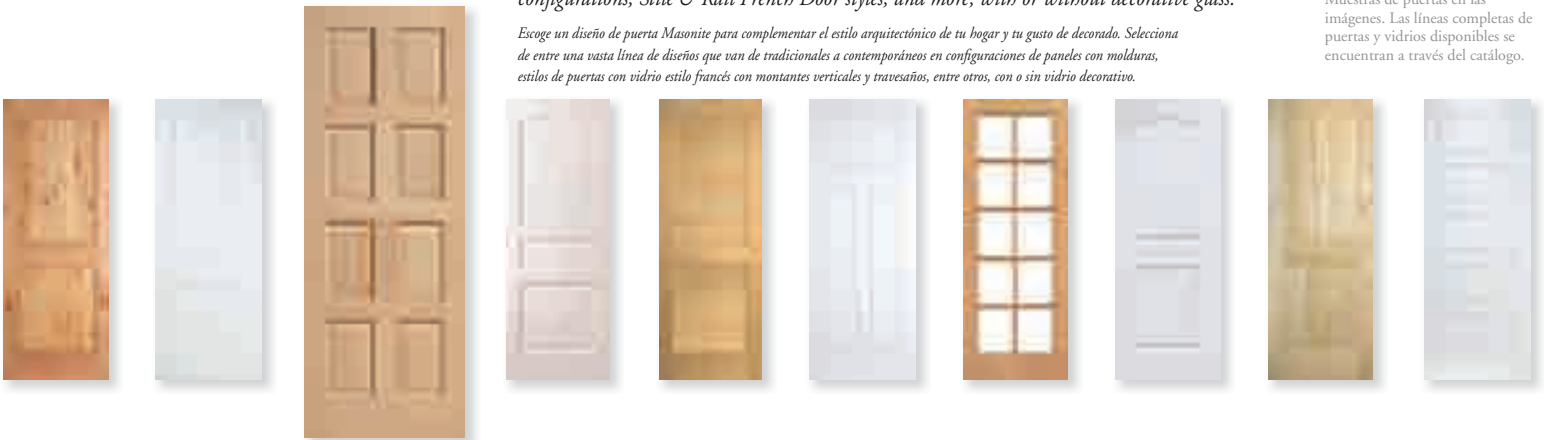 configurations, Stile & Rail French Door styles, and more, with or without decorative glass.
Escoge un diseño de puerta Masonite para complementar el estilo arquitectónico de tu hogar y tu gusto de decorado. Selecciona
de entre una vasta línea de diseños que van de tradicionales a contemporáneos en configuraciones de paneles con molduras,
estilos de puertas con vidrio estilo francés con montantes verticales y travesaños, entre otros, con o sin vidrio decorativo.
Muestras de puertas en las
imágenes. Las líneas completas de
puertas y vidrios disponibles se
encuentran a través del catálogo.